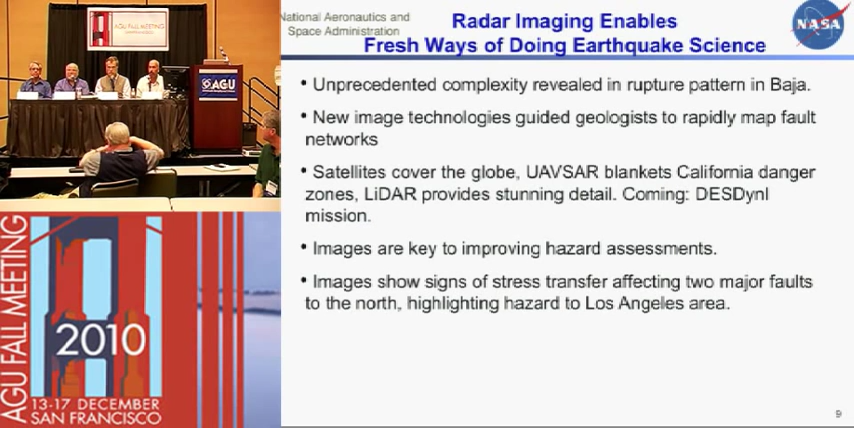 AGU FALL MEETING
AGU
AGU FALL MEETING
2010
13-17 DECEMBER
SAN FRANCISCO
National Aeronautics and
Space Administration
Radar Imaging Enables
Fresh Ways of Doing Earthquake Science
NASA
• Unprecedented complexity revealed in rupture pattern in Baja.
• New image technologies guided geologists to rapidly map fault
networks
• Satellites cover the globe, UAVSAR blankets California danger
zones, LiDAR provides stunning detail. Coming: DESDynI
mission.
• Images are key to improving hazard assessments.
• Images show signs of stress transfer affecting two major faults
to the north, highlighting hazard to Los Angeles area.
9